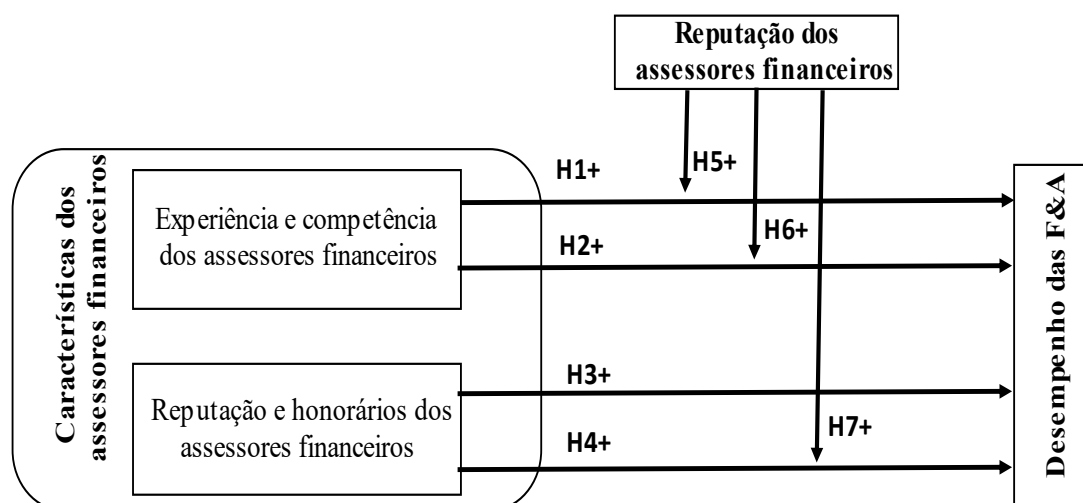 Reputação dos
assessores financeiros
Características dos
assessores financeiros
Experiência e competência
dos assessores financeiros
Reputação e honorários dos
assessores financeiros
H1+
H5+
H2+
H6+
H3+
H4+
H7+
Desempenho das F&A